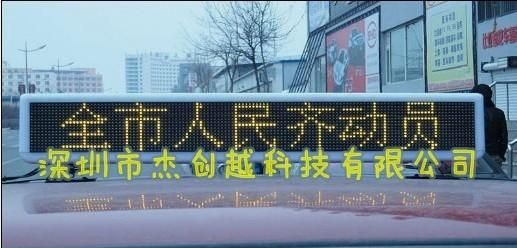 全市人民齐动员
深圳市杰创越科技有限公司